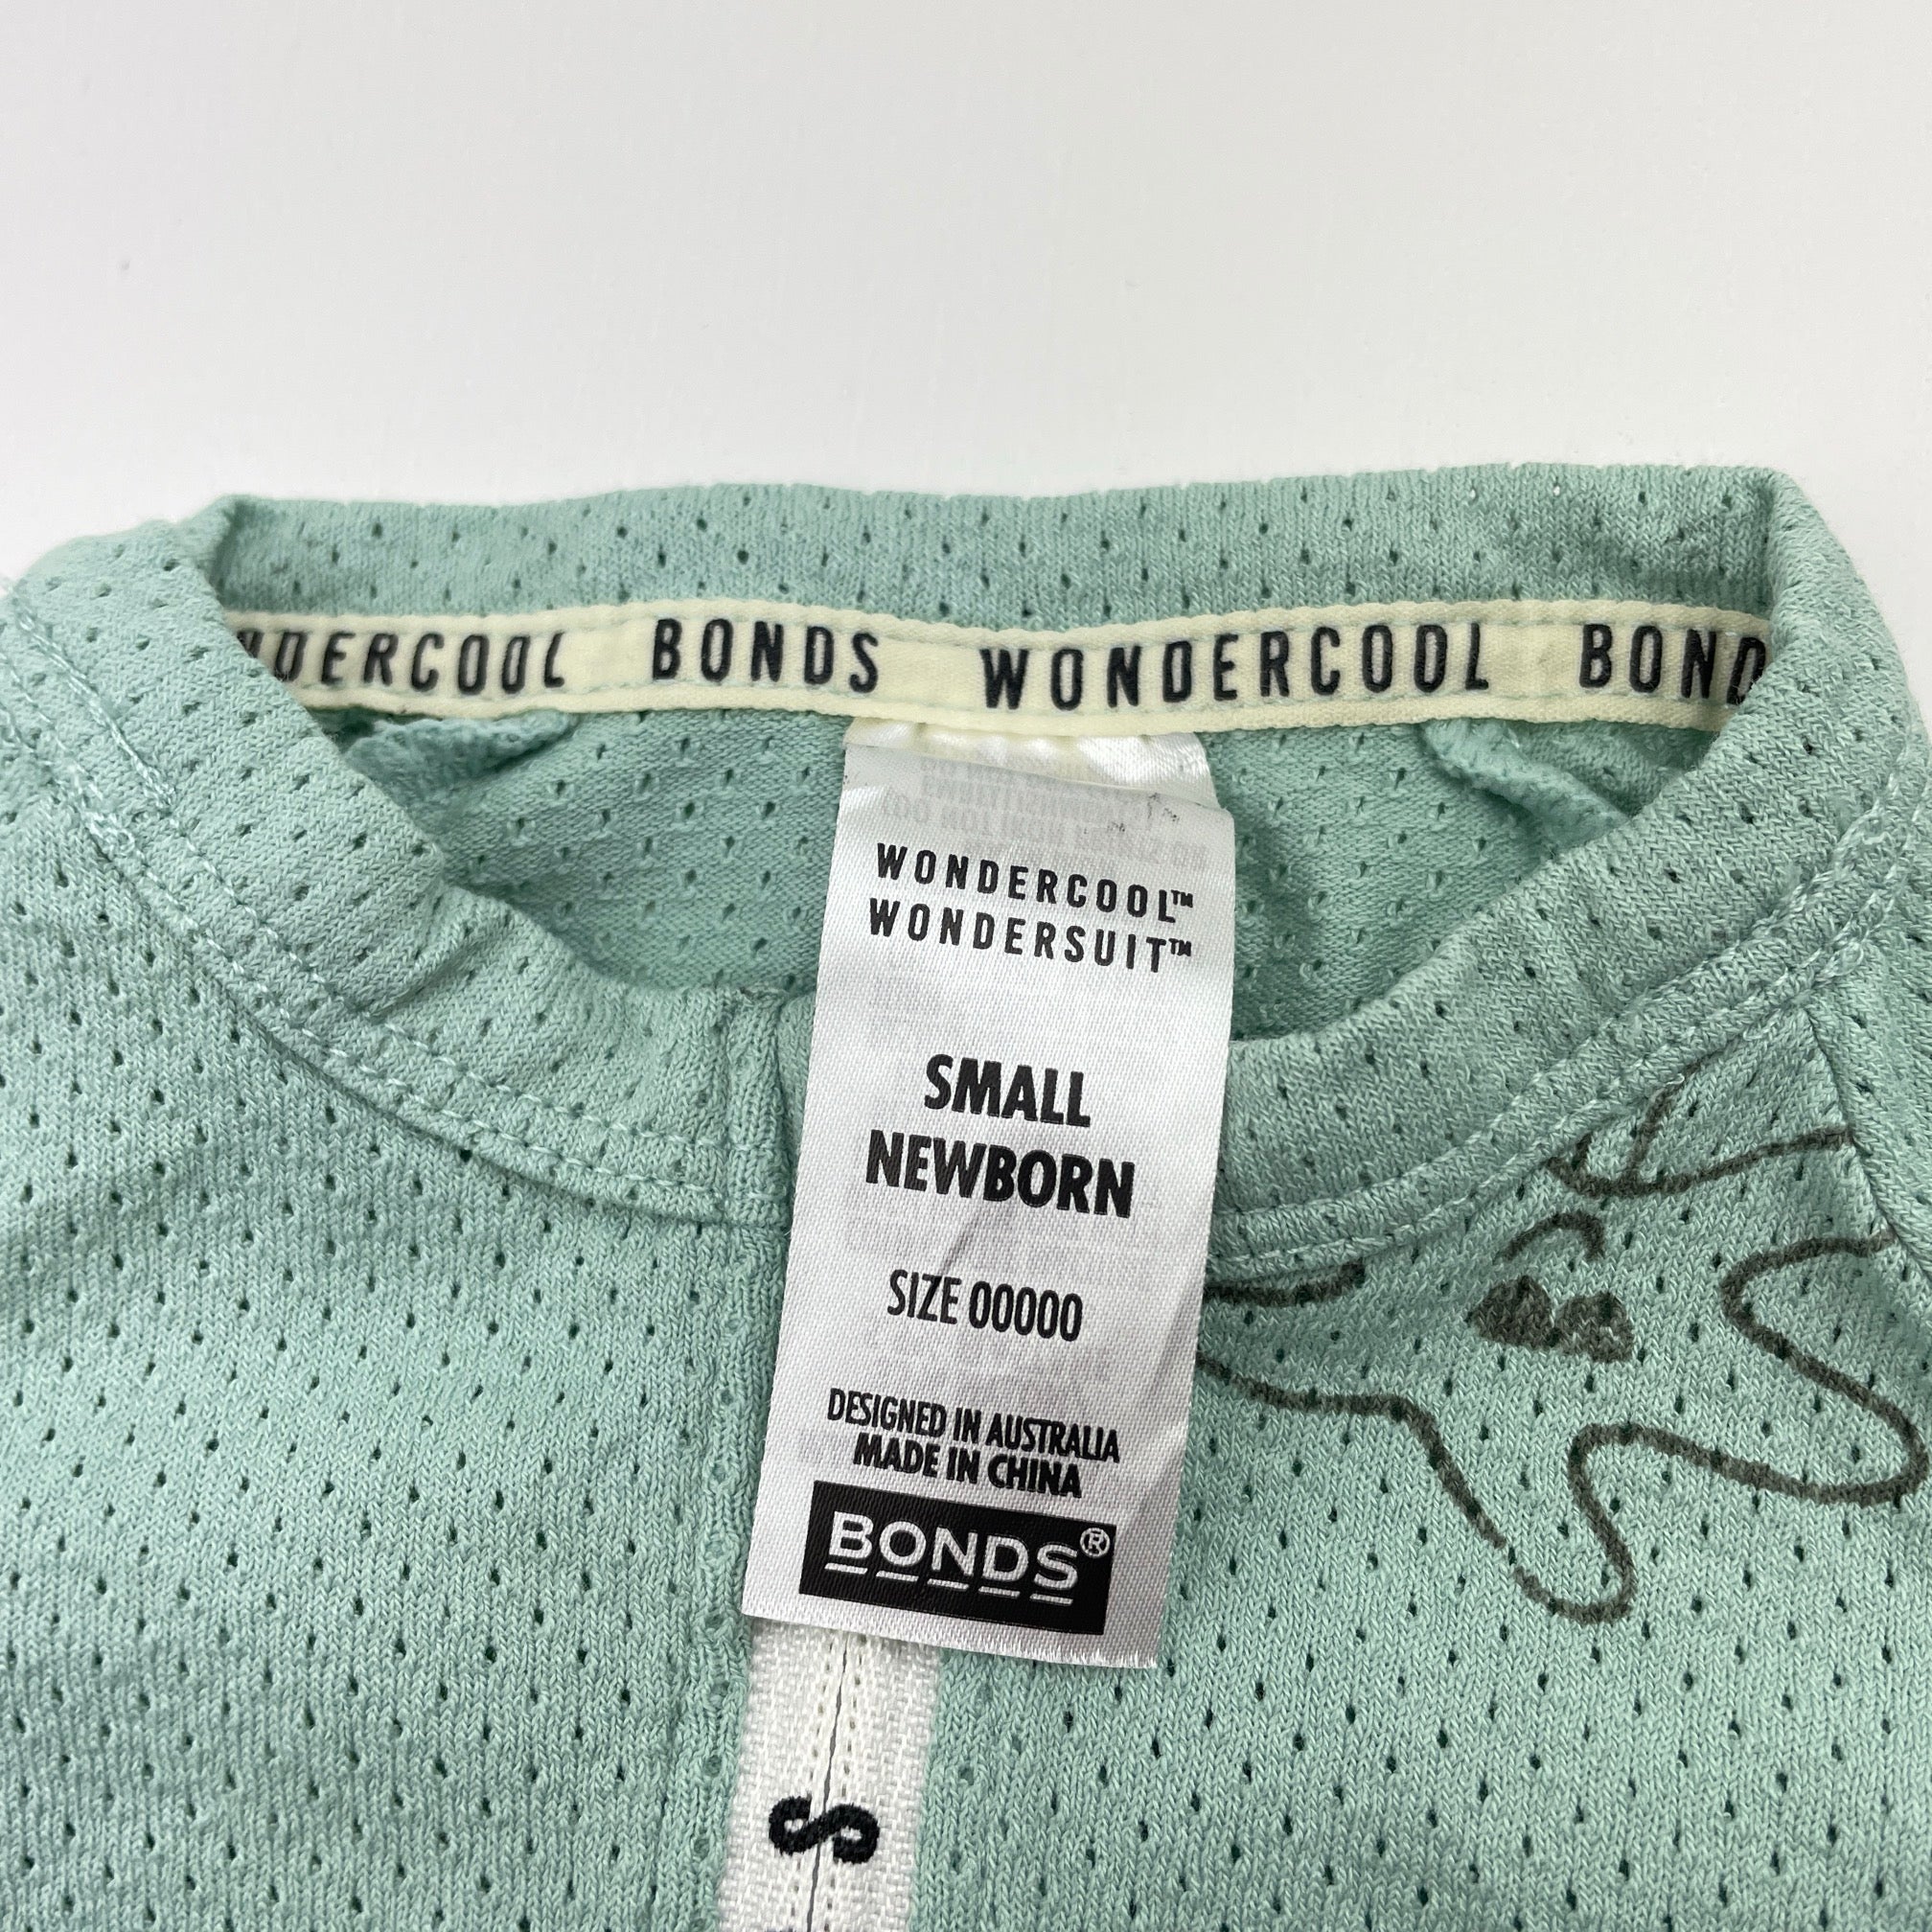 NDERCOOL BONDS WONDERCOOL BOND
WONDERCOOL™
WONDERSUIT™
SMALL
NEWBORN
SIZE 00000
DESIGNED IN AUSTRALIA
MADE IN CHINA
BONDS®
S